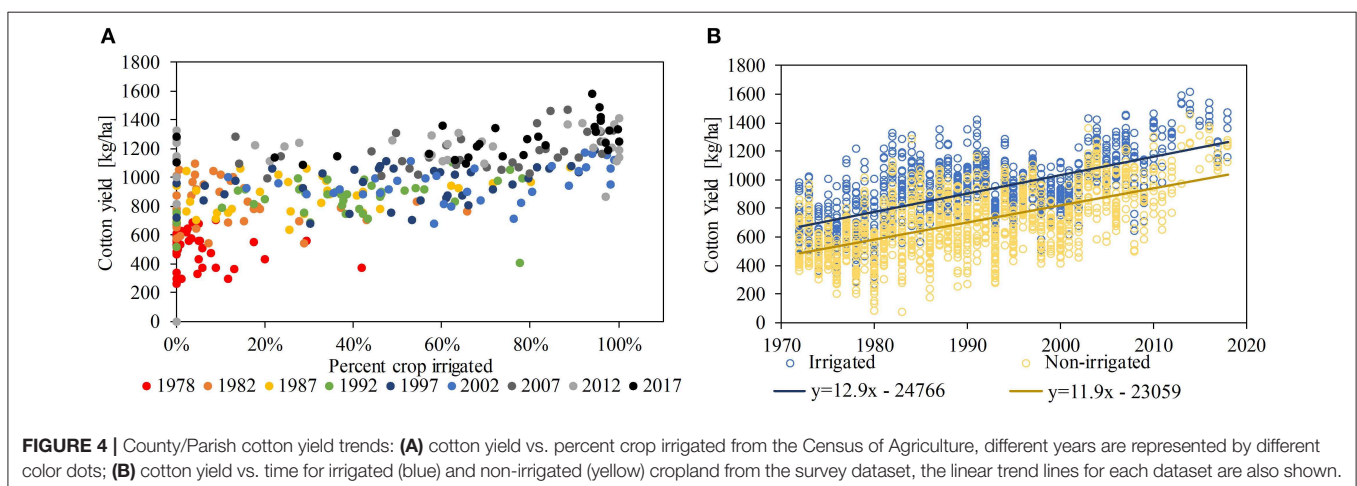 A
Cotton yield [kg/ha]
1800
1600
1400
1200
1000
800
600
400
200
0
0% 20% 40% 60% 80% 100%
Percent crop irrigated
1978 1982 1987 1992 1997 2002 2007 2012 2017
B
Cotton Yield [kg/ha]
1800
1600
1400
1200
1000
800
600
400
200
0
1970 1980 1990 2000 2010 2020
Irrigated Non-irrigated
y=12.9x - 24766 y=11.9x - 23059
FIGURE 4 | County/Parish cotton yield trends: (A) cotton yield vs. percent crop irrigated from the Census of Agriculture, different years are represented by different
color dots; (B) cotton yield vs. time for irrigated (blue) and non-irrigated (yellow) cropland from the survey dataset, the linear trend lines for each dataset are also shown.